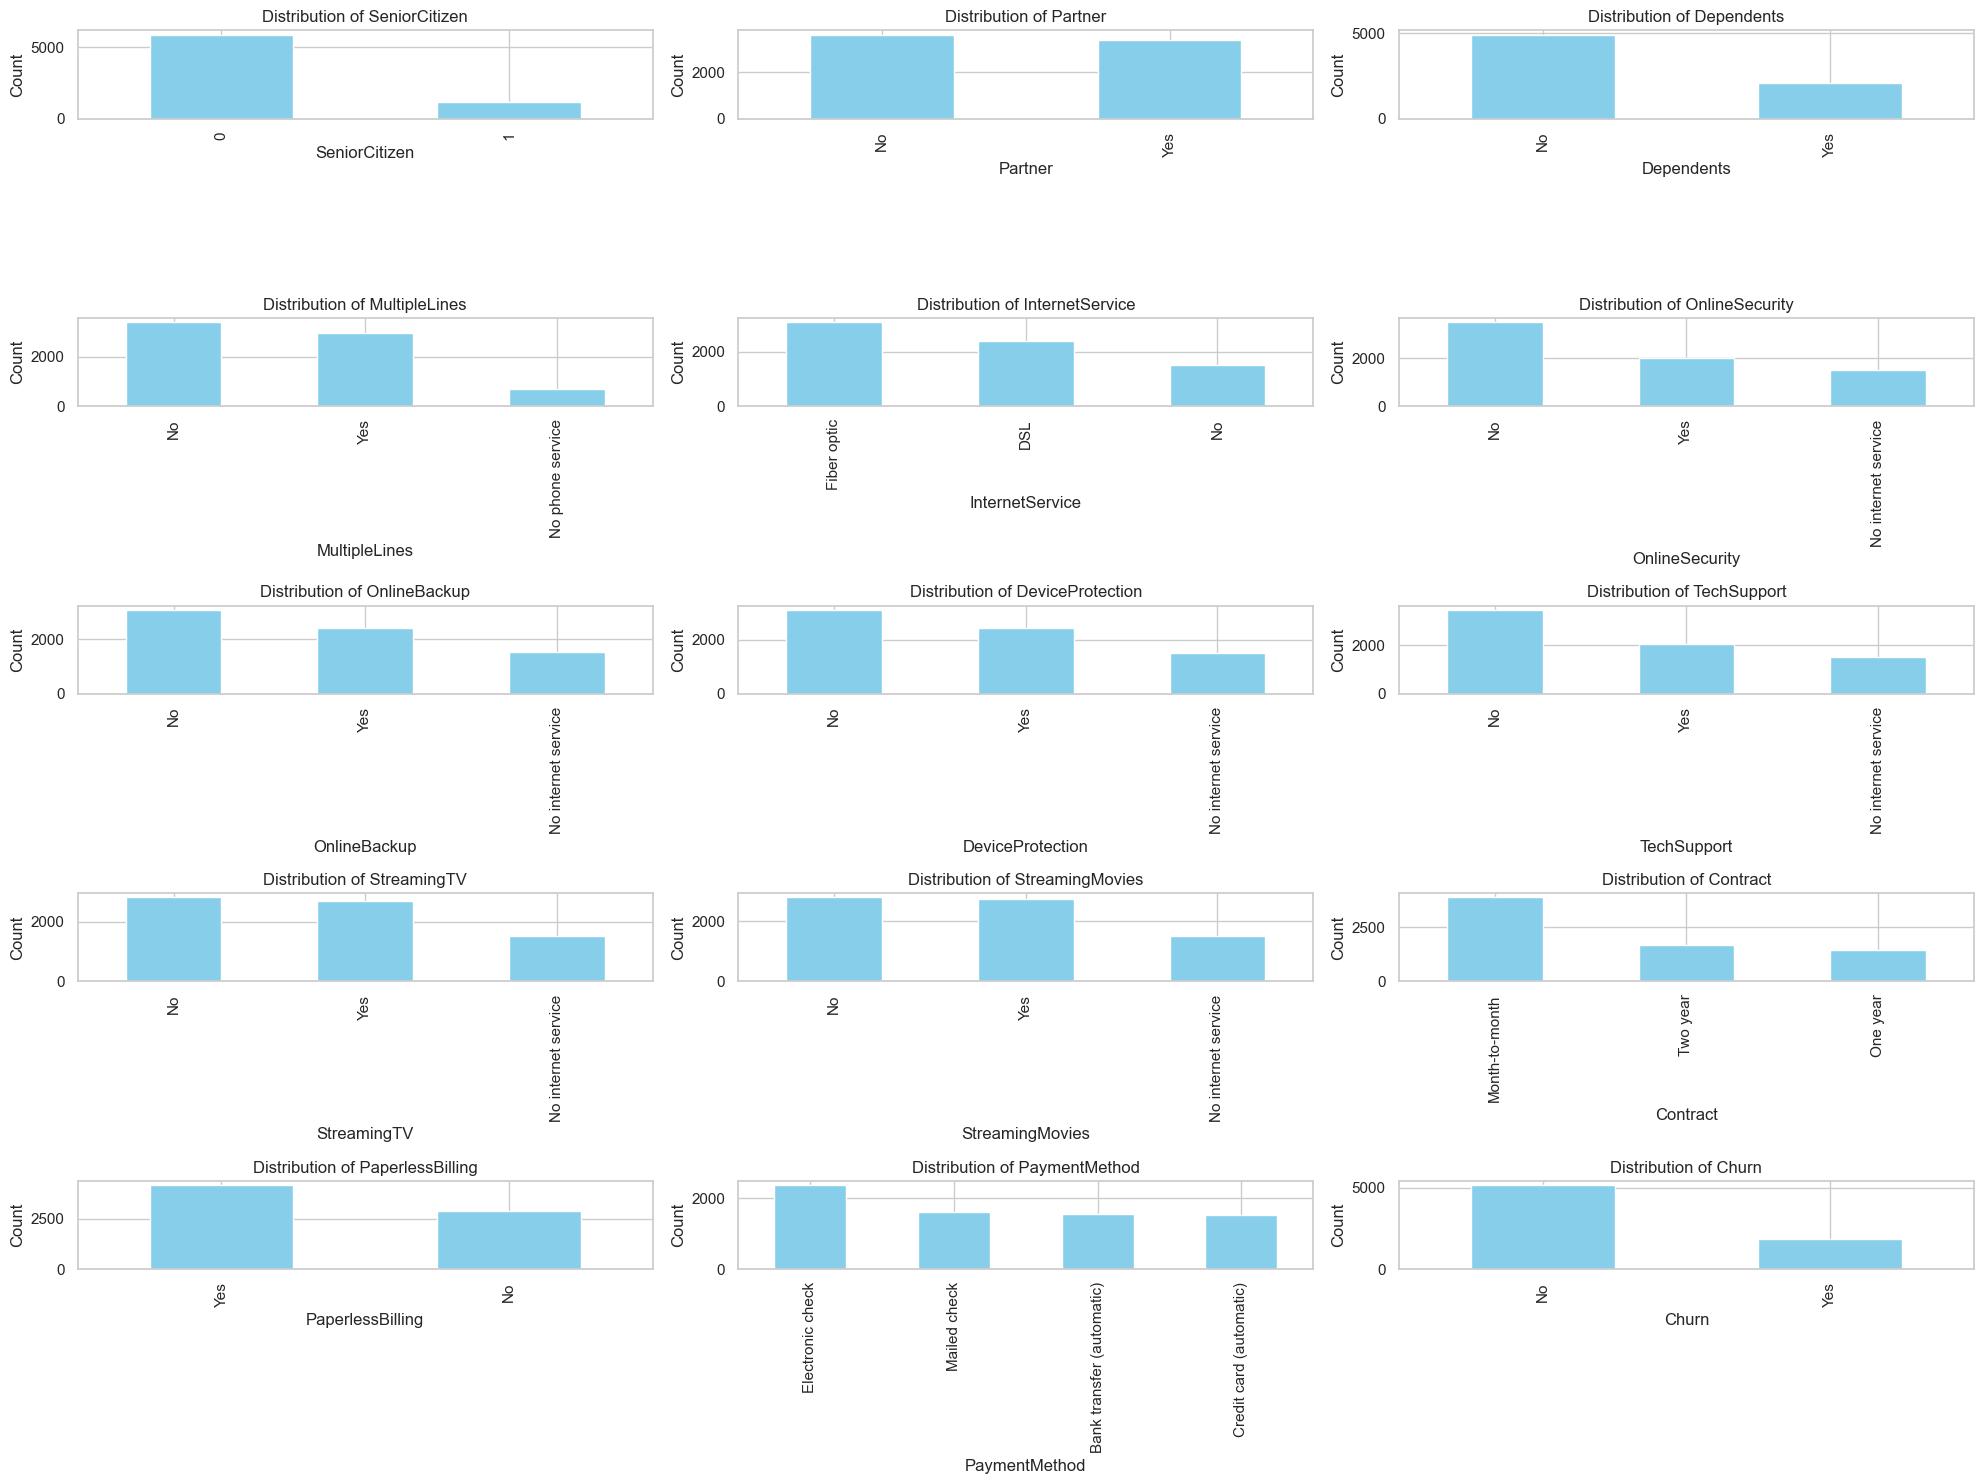 Distribution of SeniorCitizen
Count
5000
0
0
1
SeniorCitizen
Distribution of Partner
Count
2000
0
No
Yes
Partner
Distribution of Dependents
Count
5000
0
No
Yes
Dependents
Distribution of MultipleLines
Count
2000
0
No
Yes
No phone service
MultipleLines
Distribution of InternetService
Count
2000
0
Fiber optic
DSL
No
InternetService
Distribution of OnlineSecurity
Count
2000
0
No
Yes
No internet service
OnlineSecurity
Distribution of OnlineBackup
Count
2000
0
No
Yes
No internet service
OnlineBackup
Distribution of DeviceProtection
Count
2000
0
No
Yes
No internet service
DeviceProtection
Distribution of TechSupport
Count
2000
0
No
Yes
No internet service
TechSupport
Distribution of StreamingTV
Count
2000
0
No
Yes
No internet service
StreamingTV
Distribution of StreamingMovies
Count
2000
0
No
Yes
No internet service
StreamingMovies
Distribution of Contract
Count
2500
0
Month-to-month
Two year
One year
Contract
Distribution of PaperlessBilling
Count
2500
0
Yes
No
PaperlessBilling
Distribution of PaymentMethod
Count
2000
0
Electronic check
Mailed check
Bank transfer (automatic)
Credit card (automatic)
PaymentMethod
Distribution of Churn
Count
5000
0
No
Yes
Churn